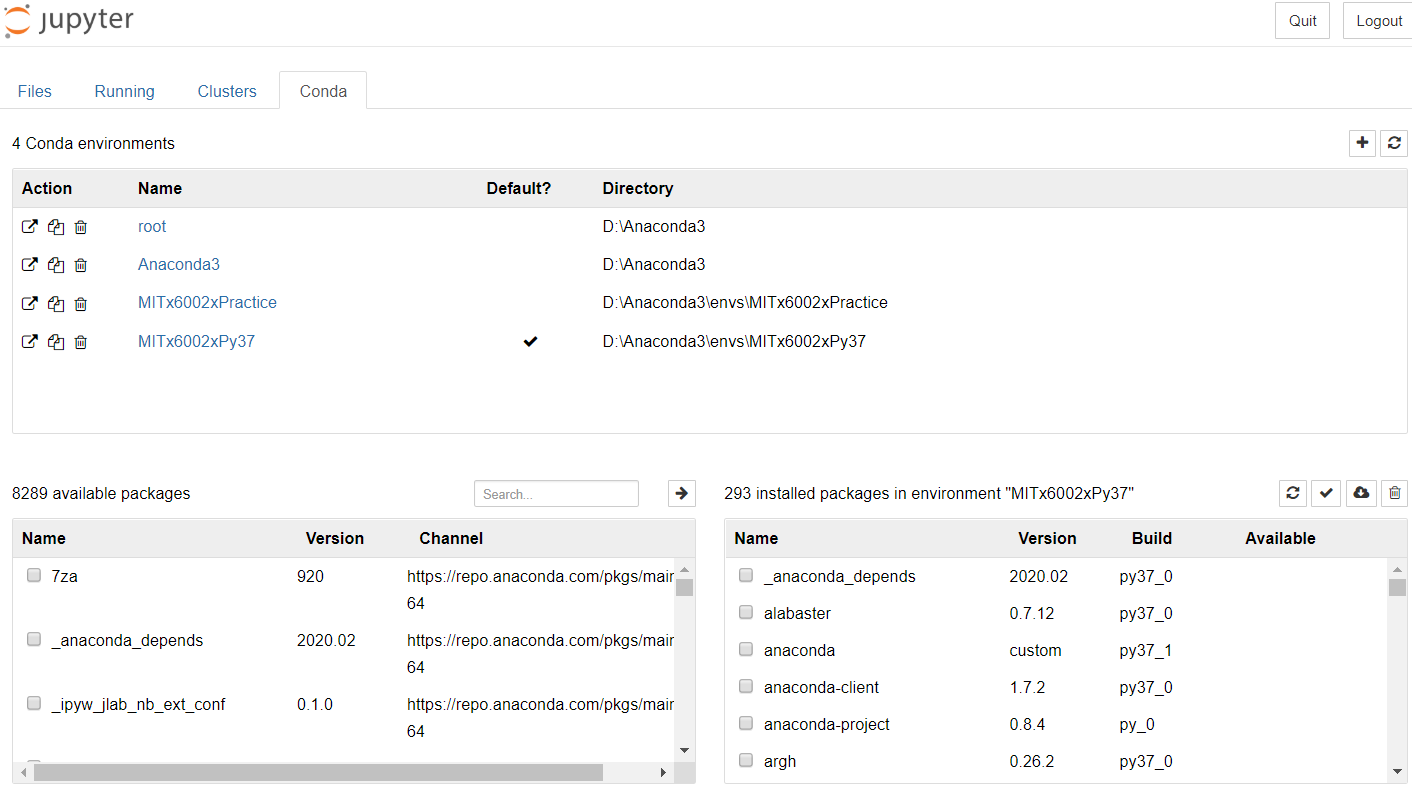 jupyter
Quit Logout
Files Running Clusters Conda
4 Conda environments
Action Name Default? Directory
root D:\Anaconda3
Anaconda3 D:\Anaconda3
MITx6002xPractice D:\Anaconda3\envs\MITx6002xPractice
MITx6002xPy37 D:\Anaconda3\envs\MITx6002xPy37
8289 available packages Search...
Name Version Channel
7za 920 https://repo.anaconda.com/pkgs/main
64
_anaconda_depends 2020.02 https://repo.anaconda.com/pkgs/main
64
_ipyw_jlab_nb_ext_conf 0.1.0 https://repo.anaconda.com/pkgs/main
64
293 installed packages in environment "MITx6002xPy37"
Name Version Build Available
_anaconda_depends 2020.02 py37_0
alabaster 0.7.12 py37_0
anaconda custom py37_1
anaconda-client 1.7.2 py37_0
anaconda-project 0.8.4 py_0
argh 0.26.2 py37_0